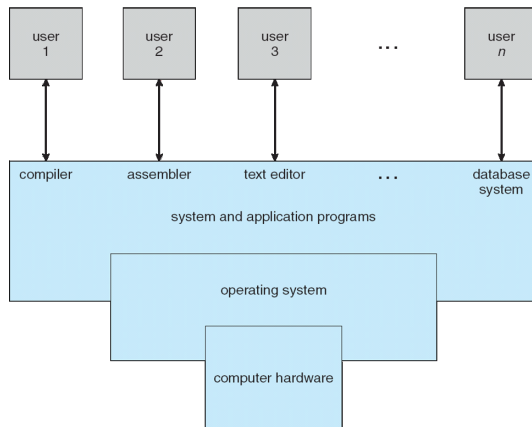 user
1
user
2
user
3
...
user
n
compiler
assembler
text editor
...
database
system
system and application programs
operating system
computer hardware